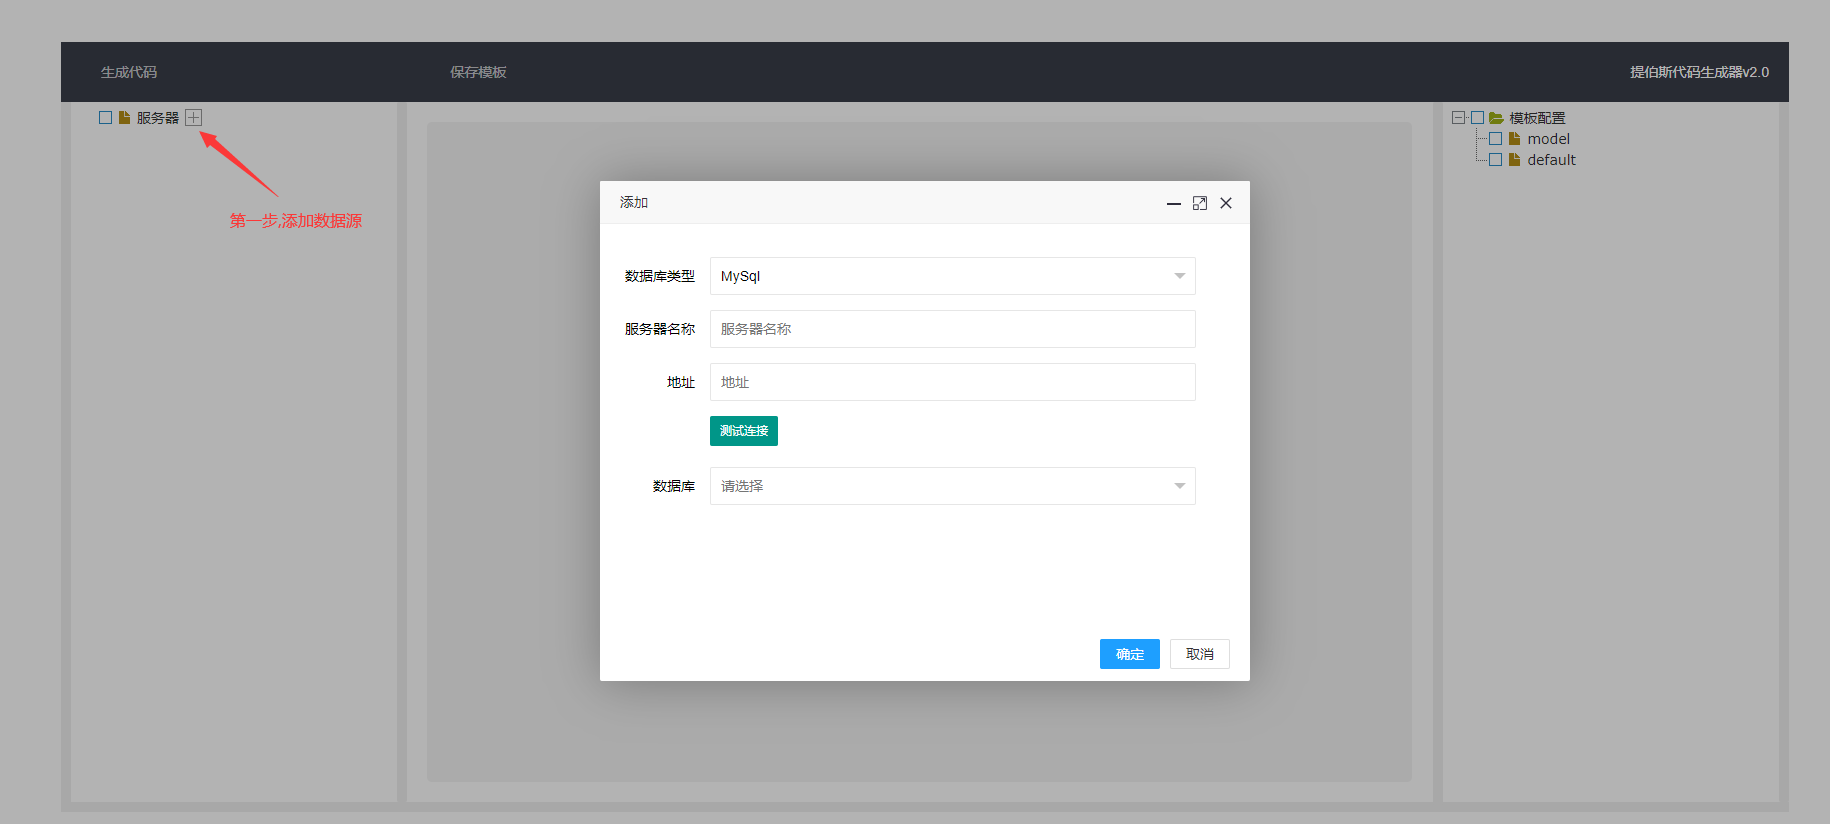 生成代码
保存模板
提伯斯代码生成器v2.0
服务器
第一步,添加数据源
模板配置
model
default
添加
数据库类型
MySql
服务器名称
服务器名称
地址
地址
测试连接
数据库
请选择
确定
取消